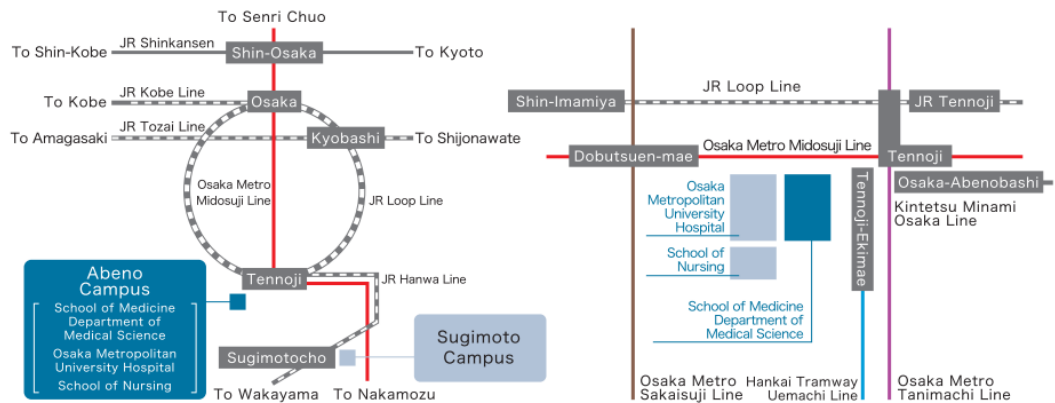 To Senri Chuo
JR Shinkansen
To Shin-Kobe
Shin-Osaka
To Kyoto
JR Kobe Line
To Kobe
Osaka
JR Tozai Line
To Amagasaki
Kyobashi
To Shijonawate
Osaka Metro
Midosuji Line
JR Loop Line
Tennoji
JR Hanwa Line
Abeno
Campus
School of Medicine
Department of
Medical Science
Osaka Metropolitan
University Hospital
School of Nursing
Sugimotocho
Sugimoto
Campus
To Wakayama
To Nakamozu
JR Loop Line
Shin-Imamiya
JR Tennoji
Osaka Metro Midosuji Line
Dobutsuen-mae
Tennoji
Osaka-Abenobashi
Kintetsu Minami
Osaka Line
Tennoji-Ekimae
Osaka
Metropolitan
University
Hospital
School of
Nursing
School of Medicine
Department of
Medical Science
Osaka Metro
Sakaisuji Line
Hankai Tramway
Uemachi Line
Osaka Metro
Tanimachi Line